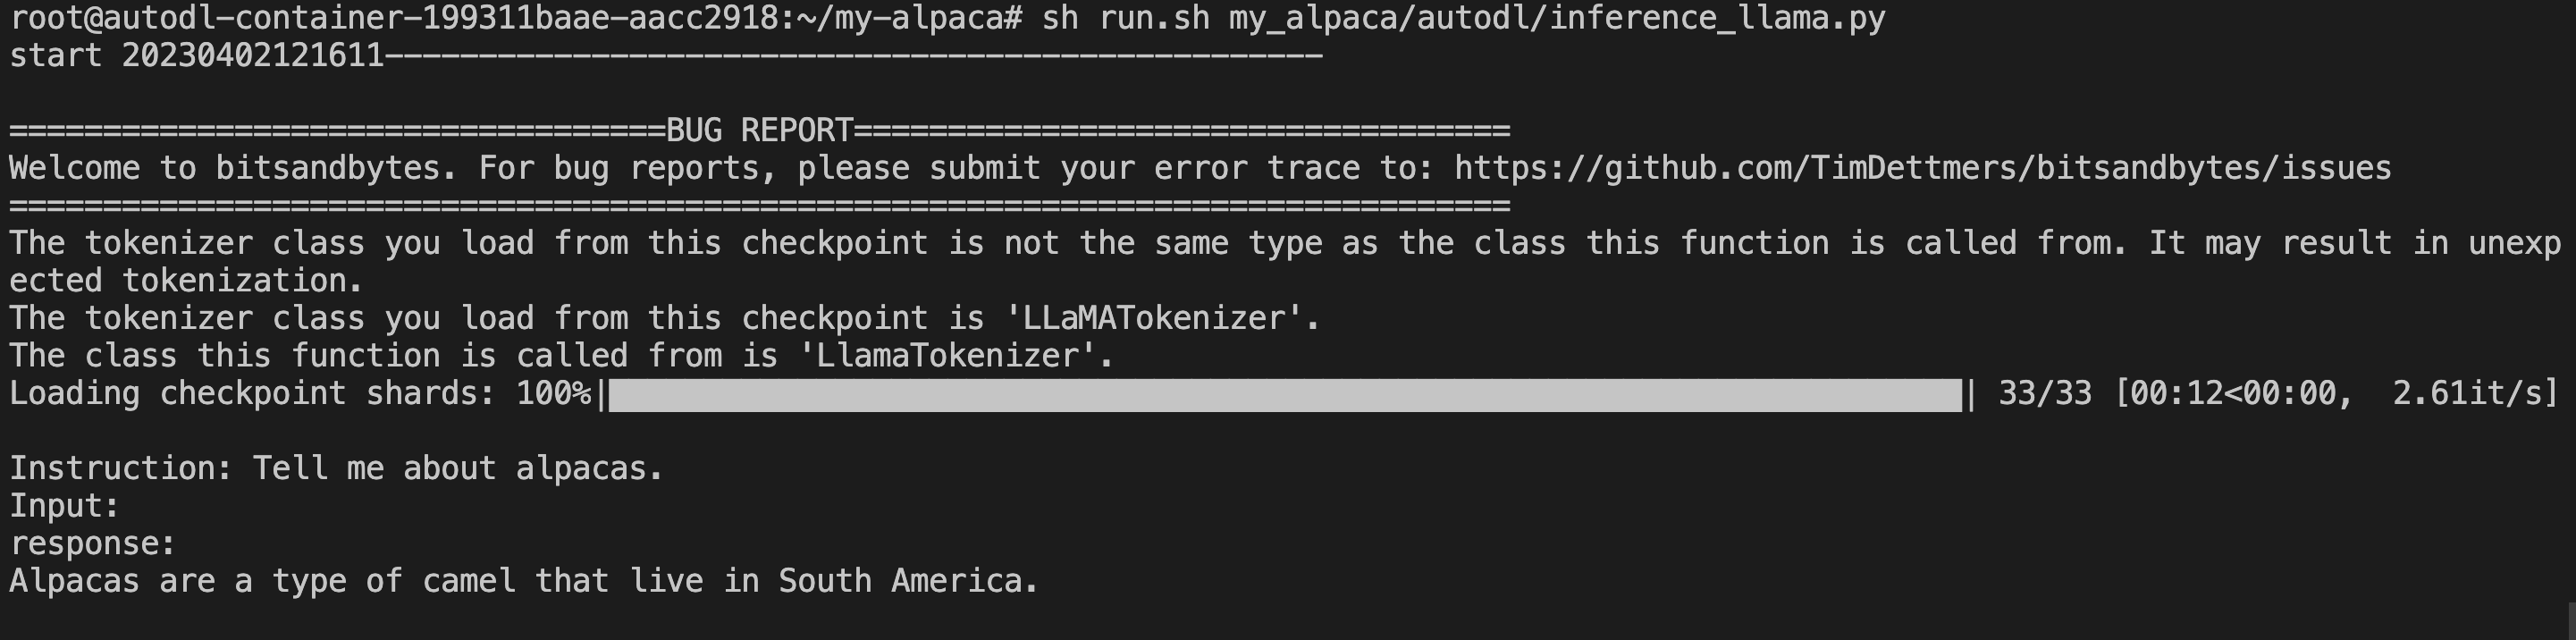 root@autodl-container-199311baae-aacc2918:~/my-alpaca# sh run.sh my_alpaca/autodl/inference_llama.py
start 20230402121611--------------------------------------------------
===================================BUG REPORT===================================
Welcome to bitsandbytes. For bug reports, please submit your error trace to: https://github.com/TimDettmers/bitsandbytes/issues
================================================================================
The tokenizer class you load from this checkpoint is not the same type as the class this function is called from. It may result in unexp
ected tokenization.
The tokenizer class you load from this checkpoint is 'LLaMATokenizer'.
The class this function is called from is 'LlamaTokenizer'.
Loading checkpoint shards: 100%|████████████████████████████████████████████████████████████████████████| 33/33 [00:12<00:00,  2.61it/s]
Instruction: Tell me about alpacas.
Input:
response:
Alpacas are a type of camel that live in South America.